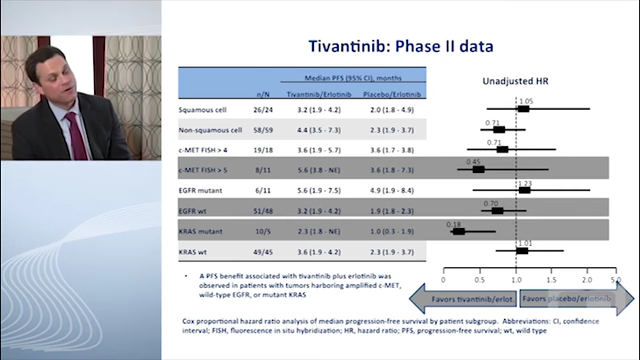 Tivantinib: Phase II data
Median PFS (95% CI), months
Unadjusted HR
n/N Tivantinib/Erlotinib Placebo/Erlotinib
Squamous cell 26/24 3.2 (1.9 - 4.2) 2.0 (1.8 - 4.9) 1.05
Non-squamous cell 58/59 4.4 (3.5 - 7.3) 2.3 (1.9 - 3.7) 0.71
c-MET FISH > 4 19/18 3.6 (1.9 - 5.7) 3.6 (1.7 - 3.8) 0.71
c-MET FISH > 5 8/11 5.6 (3.8 - NE) 3.6 (1.8 - 7.3) 0.45
EGFR mutant 6/11 5.6 (1.9 - 7.5) 4.9 (1.9 - 8.4) 1.23
EGFR wt 51/48 3.2 (1.9 - 4.2) 1.9 (1.8 - 2.3) 0.70
KRAS mutant 10/5 2.3 (1.8 - NE) 1.0 (0.3 - 1.9) 0.18
KRAS wt 49/45 3.6 (1.9 - 4.2) 2.3 (1.9 - 3.7) 1.01
0 0.5 1.0 1.5 2.0 5.0
• A PFS benefit associated with tivantinib plus erlotinib was
observed in patients with tumors harboring amplified c-MET,
wild-type EGFR, or mutant KRAS
Favors tivantinib/erlot. Favors placebo/erlotinib
Cox proportional hazard ratio analysis of median progression-free survival by patient subgroup. Abbreviations: CI, confidence
interval; FISH, fluorescence in situ hybridization; HR, hazard ratio; PFS, progression-free survival; wt, wild type